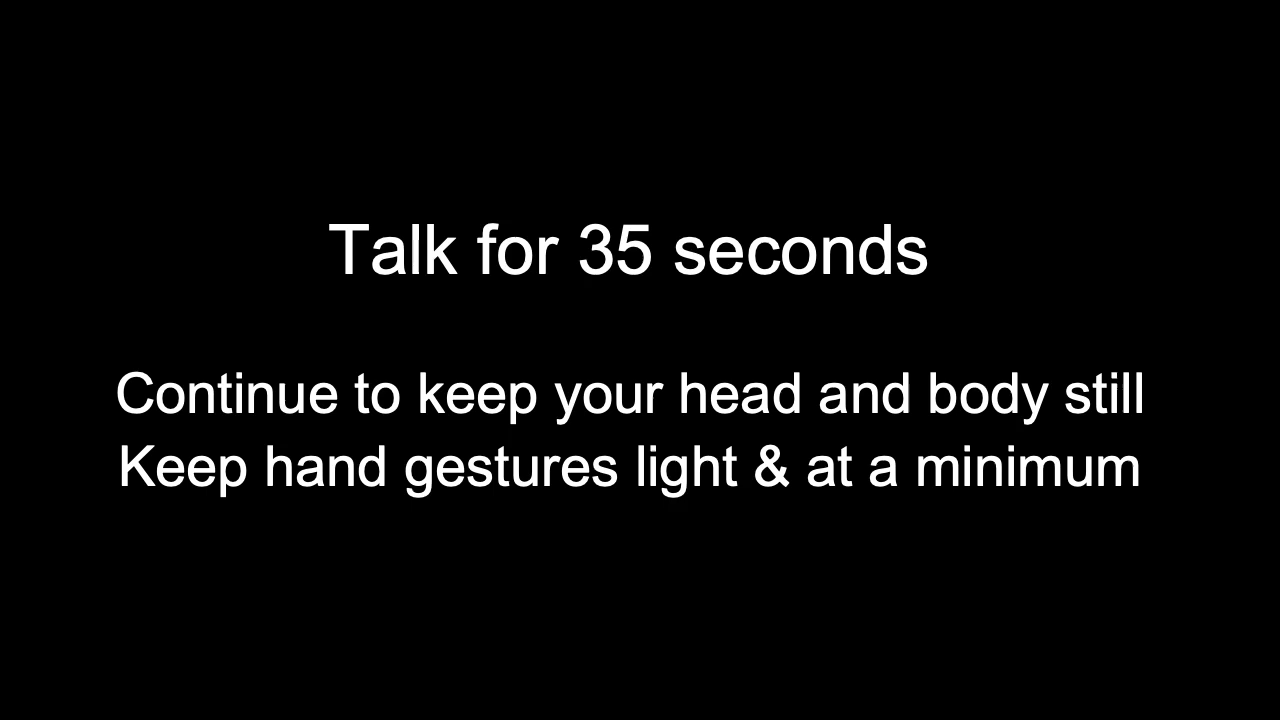 Talk for 35 seconds
Continue to keep your head and body still
Keep hand gestures light & at a minimum